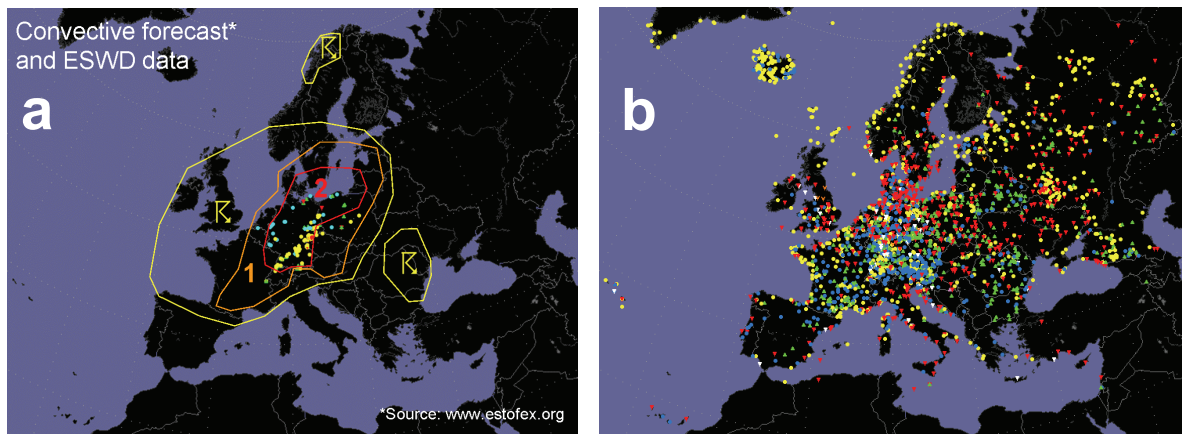 Convective forecast*
and ESWD data
a
b
2
1
*Source: www.estofex.org